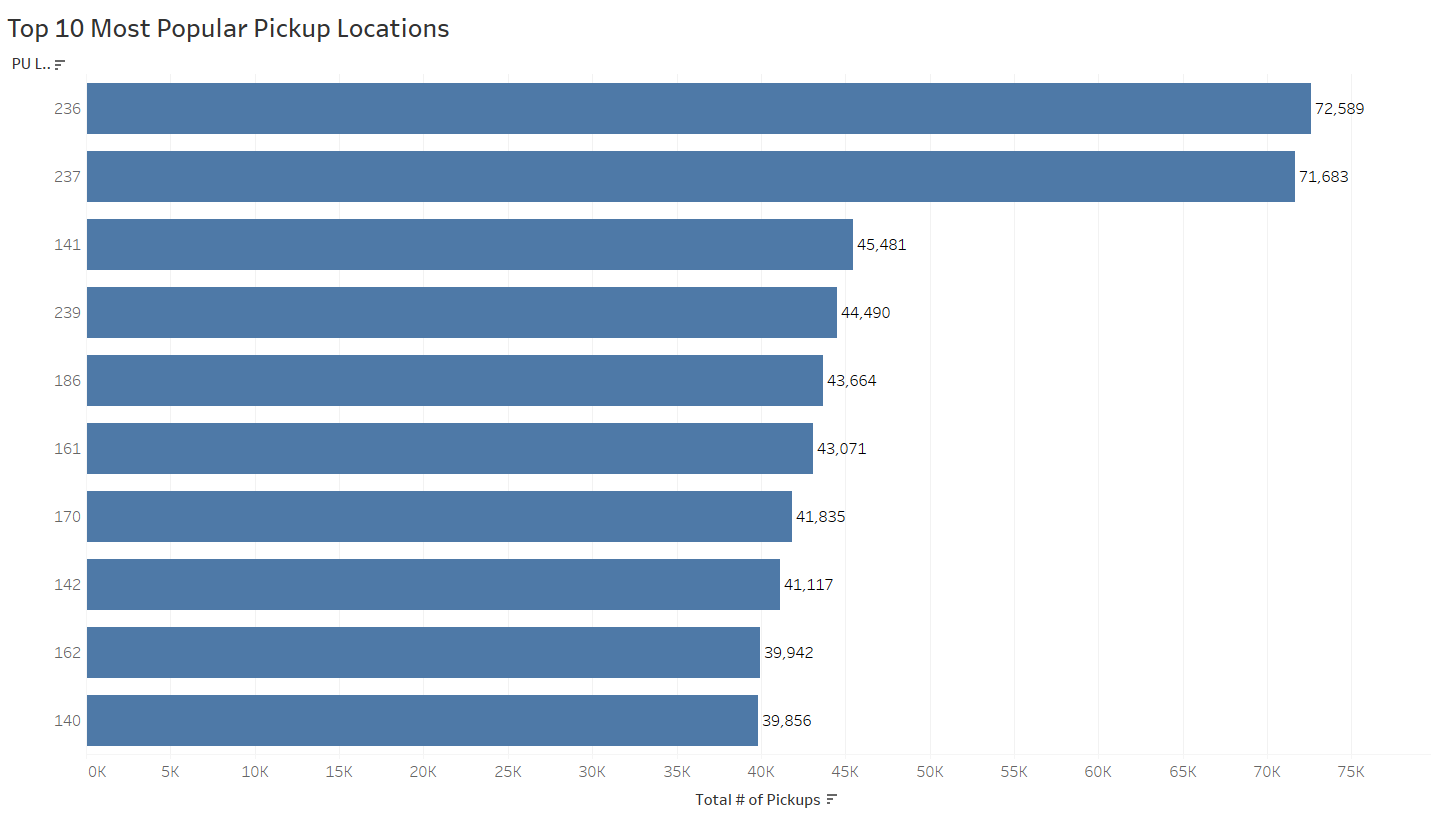 Top 10 Most Popular Pickup Locations
PU L..
236 72,589
237 71,683
141 45,481
239 44,490
186 43,664
161 43,071
170 41,835
142 41,117
162 39,942
140 39,856
0K 5K 10K 15K 20K 25K 30K 35K 40K 45K 50K 55K 60K 65K 70K 75K
Total # of Pickups